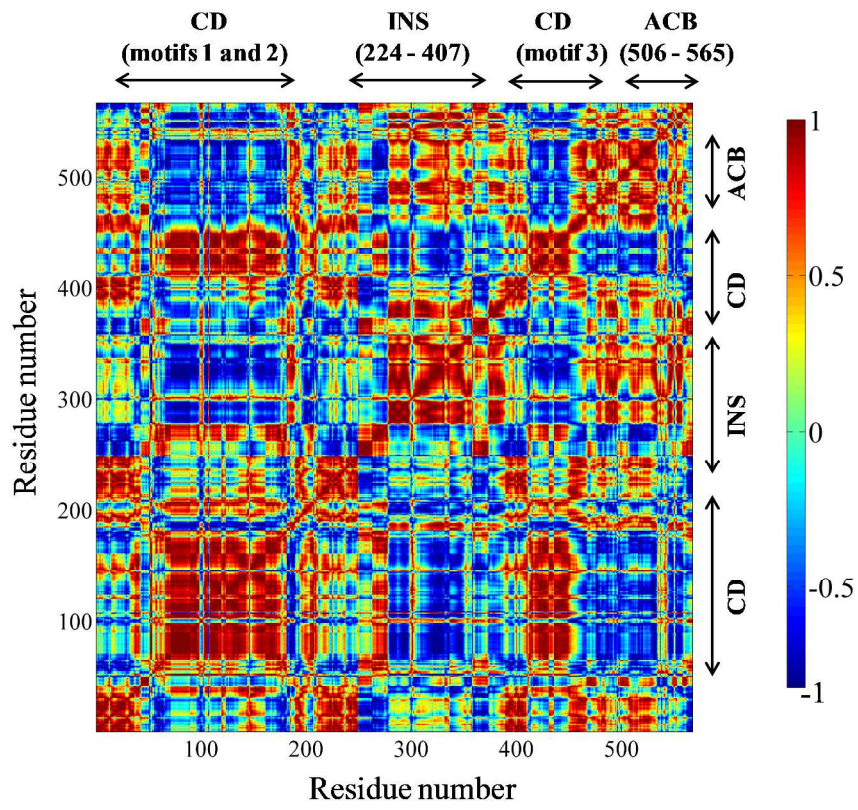 CD INS CD ACB
(motifs 1 and 2) (224 - 407) (motif 3) (506 - 565)
500
400
300
200
100
Residue number
100 200 300 400 500
Residue number
ACB
CD
INS
CD
1
0.5
0
-0.5
-1